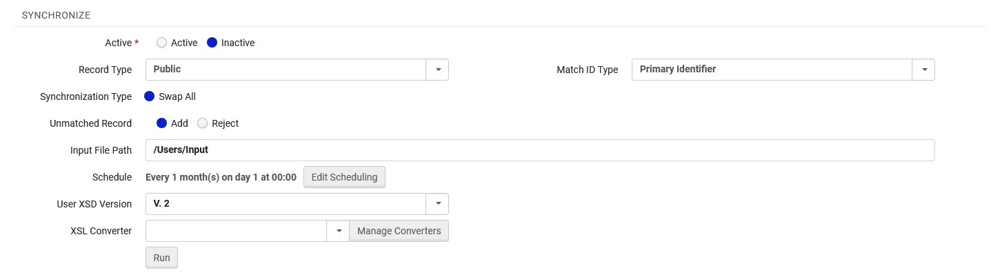 SYNCHRONIZE
Active * Active Inactive
Record Type Public Match ID Type Primary Identifier
Synchronization Type Swap All
Unmatched Record Add Reject
Input File Path /Users/Input
Schedule Every 1 month(s) on day 1 at 00:00 Edit Scheduling
User XSD Version V. 2
XSL Converter Manage Converters
Run